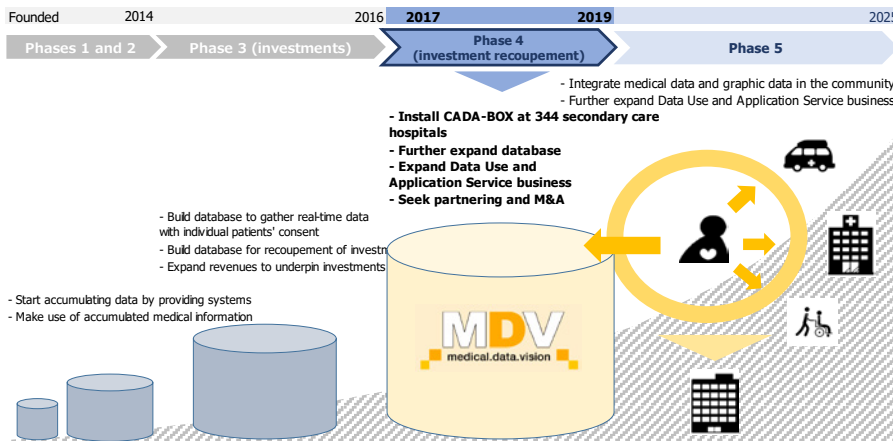 Founded 2014 2016 2017 2019 2025
Phases 1 and 2
Phase 3 (investments)
Phase 4
(investment recoupement)
Phase 5
- Integrate medical data and graphic data in the community
- Further expand Data Use and Application Service business
- Install CADA-BOX at 344 secondary care
hospitals
- Further expand database
- Expand Data Use and
Application Service business
- Seek partnering and M&A
- Build database to gather real-time data
with individual patients' consent
- Build database for recoupement of
- Expand revenues to underpin investments
- Start accumulating data by providing systems
- Make use of accumulated medical information
MDV
medical.data.vision